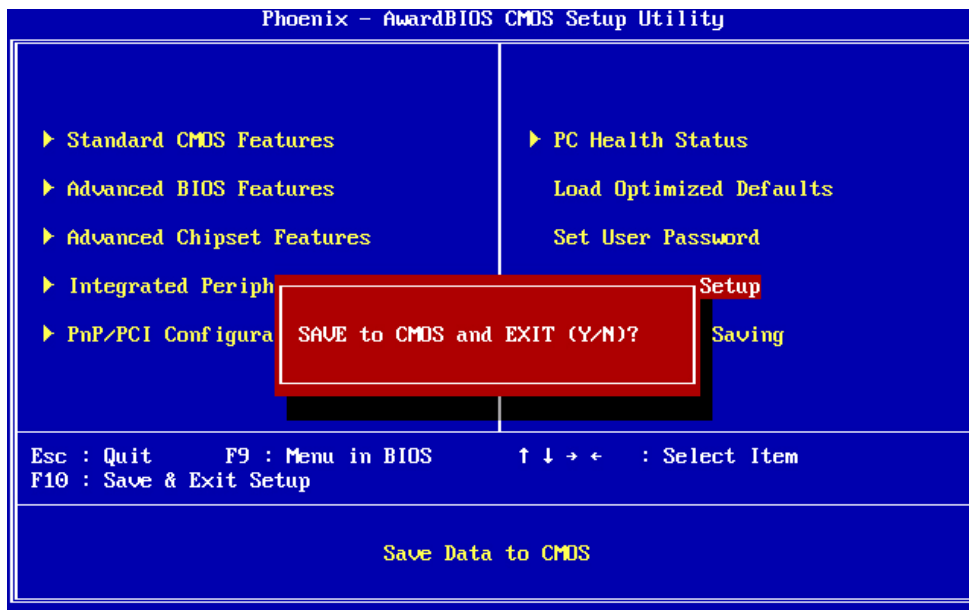 Phoenix - AwardBIOS CMOS Setup Utility
Standard CMOS Features
Advanced BIOS Features
Advanced Chipset Features
Integrated Periph
PnP/PCI Configura
PC Health Status
Load Optimized Defaults
Set User Password
Setup
Saving
SAVE to CMOS and EXIT (Y/N)?
Esc : Quit F9 : Menu in BIOS ↑ ↓ → ← : Select Item
F10 : Save & Exit Setup
Save Data to CMOS